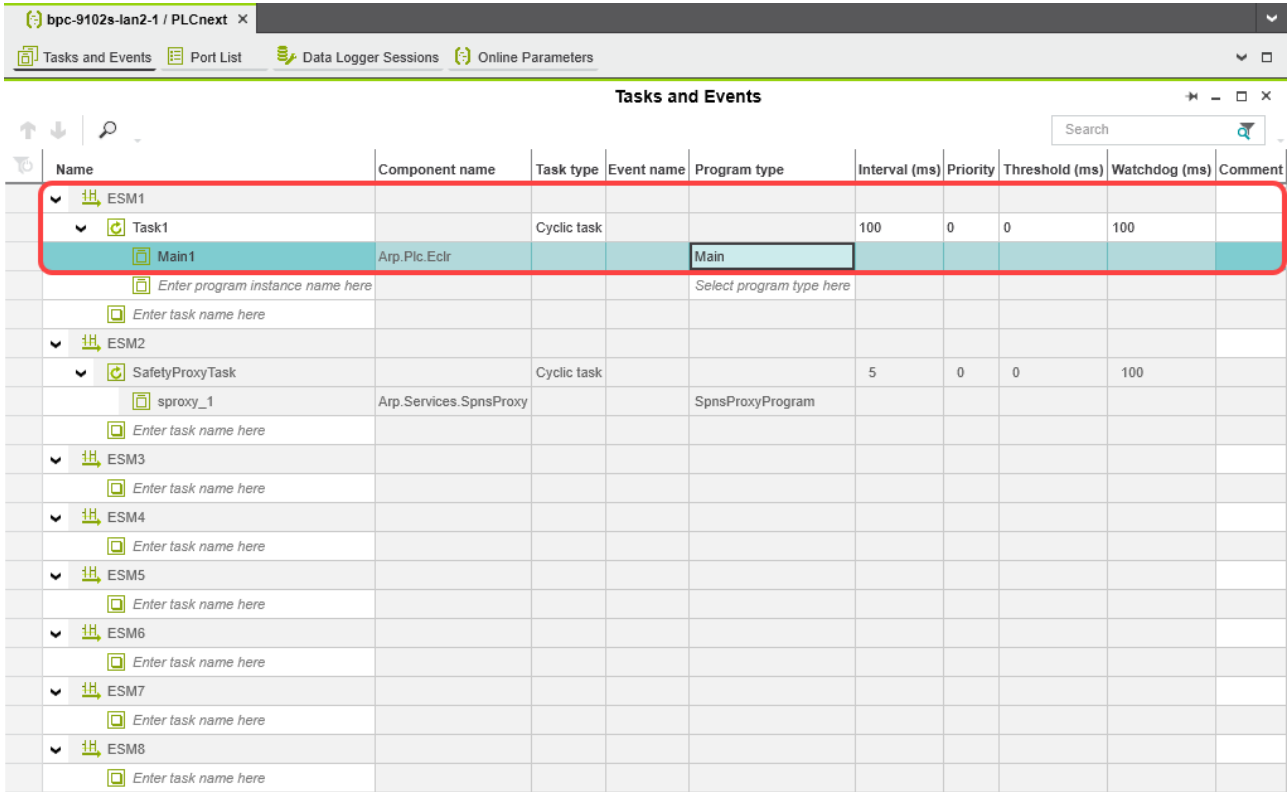 bpc-9102s-lan2-1 / PLCnext
Tasks and Events Port List Data Logger Sessions Online Parameters
Tasks and Events
Search
Name Component name Task type Event name Program type Interval (ms) Priority Threshold (ms) Watchdog (ms) Comment
ESM1
Task1 Cyclic task 100 0 0 100
Main1 Arp.Plc.Eclr Main
Enter program instance name here Select program type here
Enter task name here
ESM2
SafetyProxyTask Cyclic task 5 0 0 100
sproxy_1 Arp.Services.SpnsProxy SpnsProxyProgram
Enter task name here
ESM3
Enter task name here
ESM4
Enter task name here
ESM5
Enter task name here
ESM6
Enter task name here
ESM7
Enter task name here
ESM8
Enter task name here